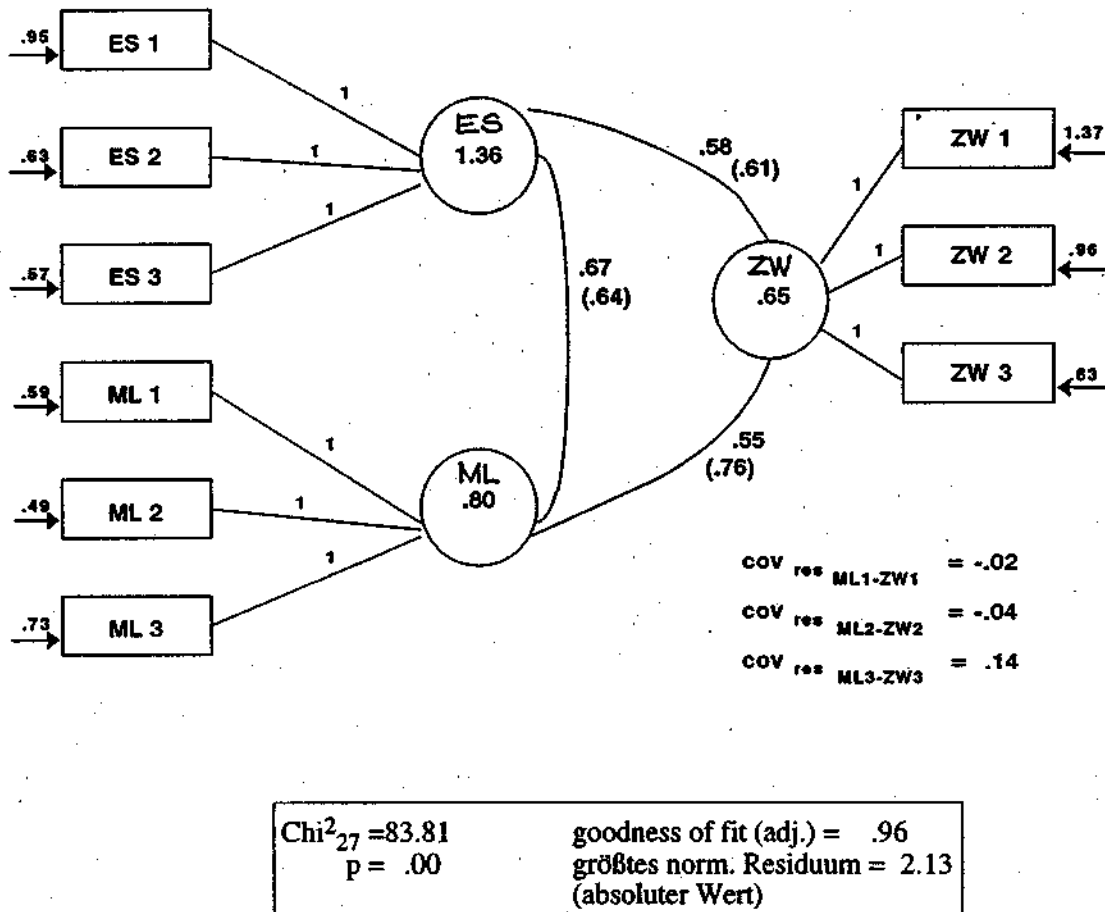 .95
ES 1
1
ES
1.36
.63
ES 2
1
.57
ES 3
1
.58
(.61)
ZW 1
1.37
1
ZW
.65
ZW 2
.96
1
ZW 3
.63
1
.67
(.64)
.59
ML 1
1
ML
.80
.49
ML 2
1
.73
ML 3
1
.55
(.76)
cov res ML1-ZW1 = -.02
cov res ML2-ZW2 = -.04
cov res ML3-ZW3 = .14
Chi² 27 =83.81 goodness of fit (adj.) = .96
p = .00 größtes norm. Residuum = 2.13
(absoluter Wert)